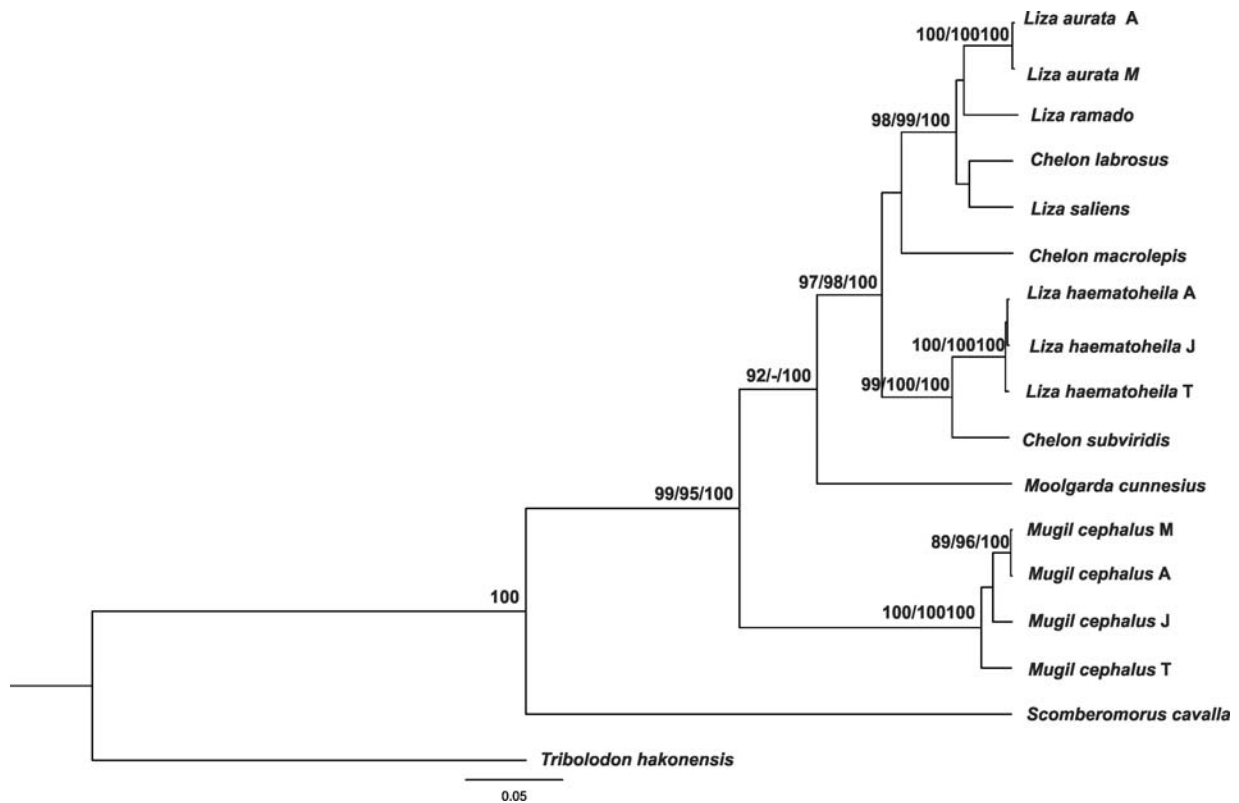 Liza aurata A
100/100100
Liza aurata M
Liza ramado
98/99/100
Chelon labrosus
Liza saliens
Chelon macrolepis
97/98/100
Liza haematoheila A
100/100100
Liza haematoheila J
92/-/100
99/100/100
Liza haematoheila T
Chelon subviridis
Moolgarda cunnesius
99/95/100
Mugil cephalus M
89/96/100
Mugil cephalus A
100
100/100100
Mugil cephalus J
Mugil cephalus T
Scomberomorus cavalla
Tribolodon hakonensis
0.05